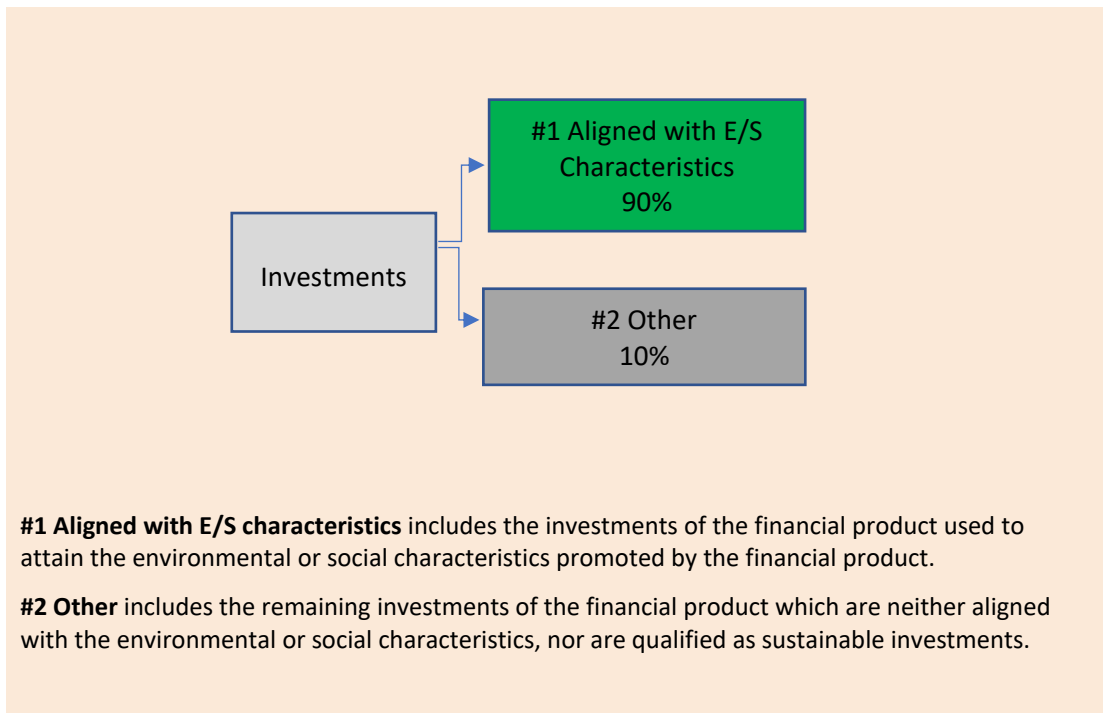 #1 Aligned with E/S
Characteristics
90%
Investments
#2 Other
10%
#1 Aligned with E/S characteristics includes the investments of the financial product used to
attain the environmental or social characteristics promoted by the financial product.
#2 Other includes the remaining investments of the financial product which are neither aligned
with the environmental or social characteristics, nor are qualified as sustainable investments.